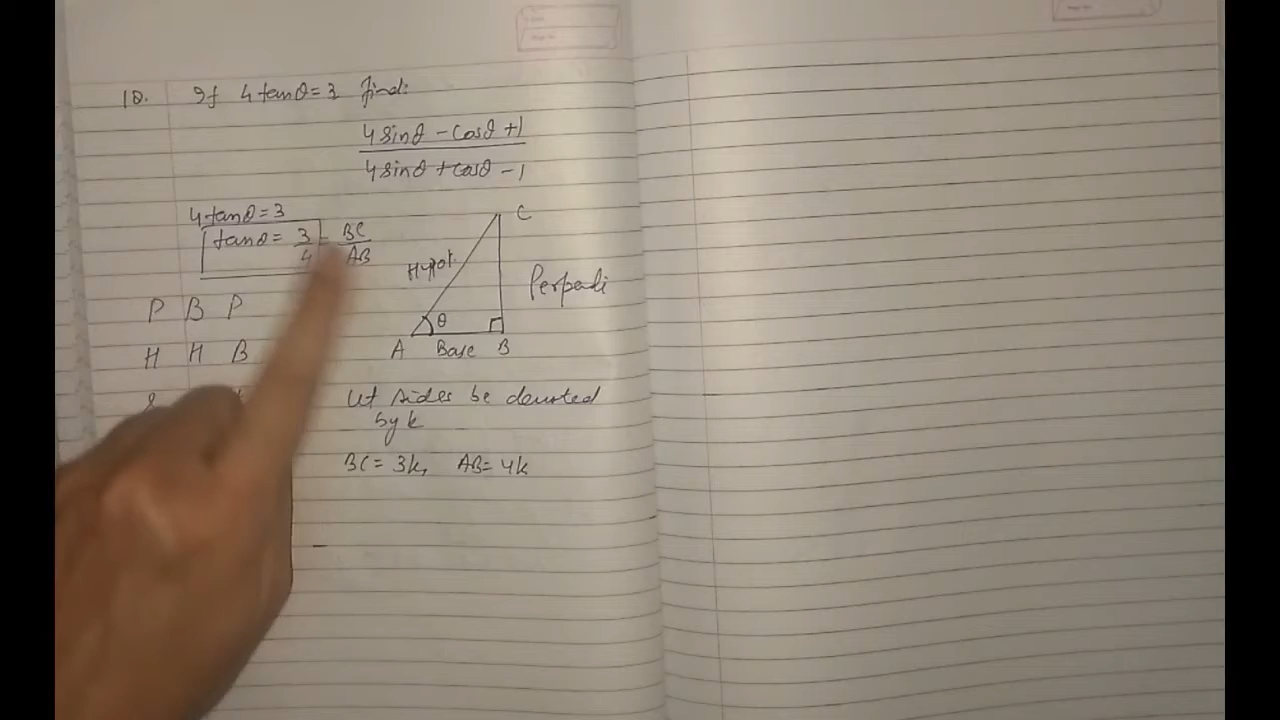 10. If 4 tanθ = 3 find:
4 sinθ - cosθ + 1
4 sinθ + cosθ - 1
4 tanθ = 3
tanθ = 3/4 = BC/AB
C
Hypot
Perpendi
θ
A Base B
P B P
H H B
Let sides be denoted
by k
BC = 3k, AB = 4k